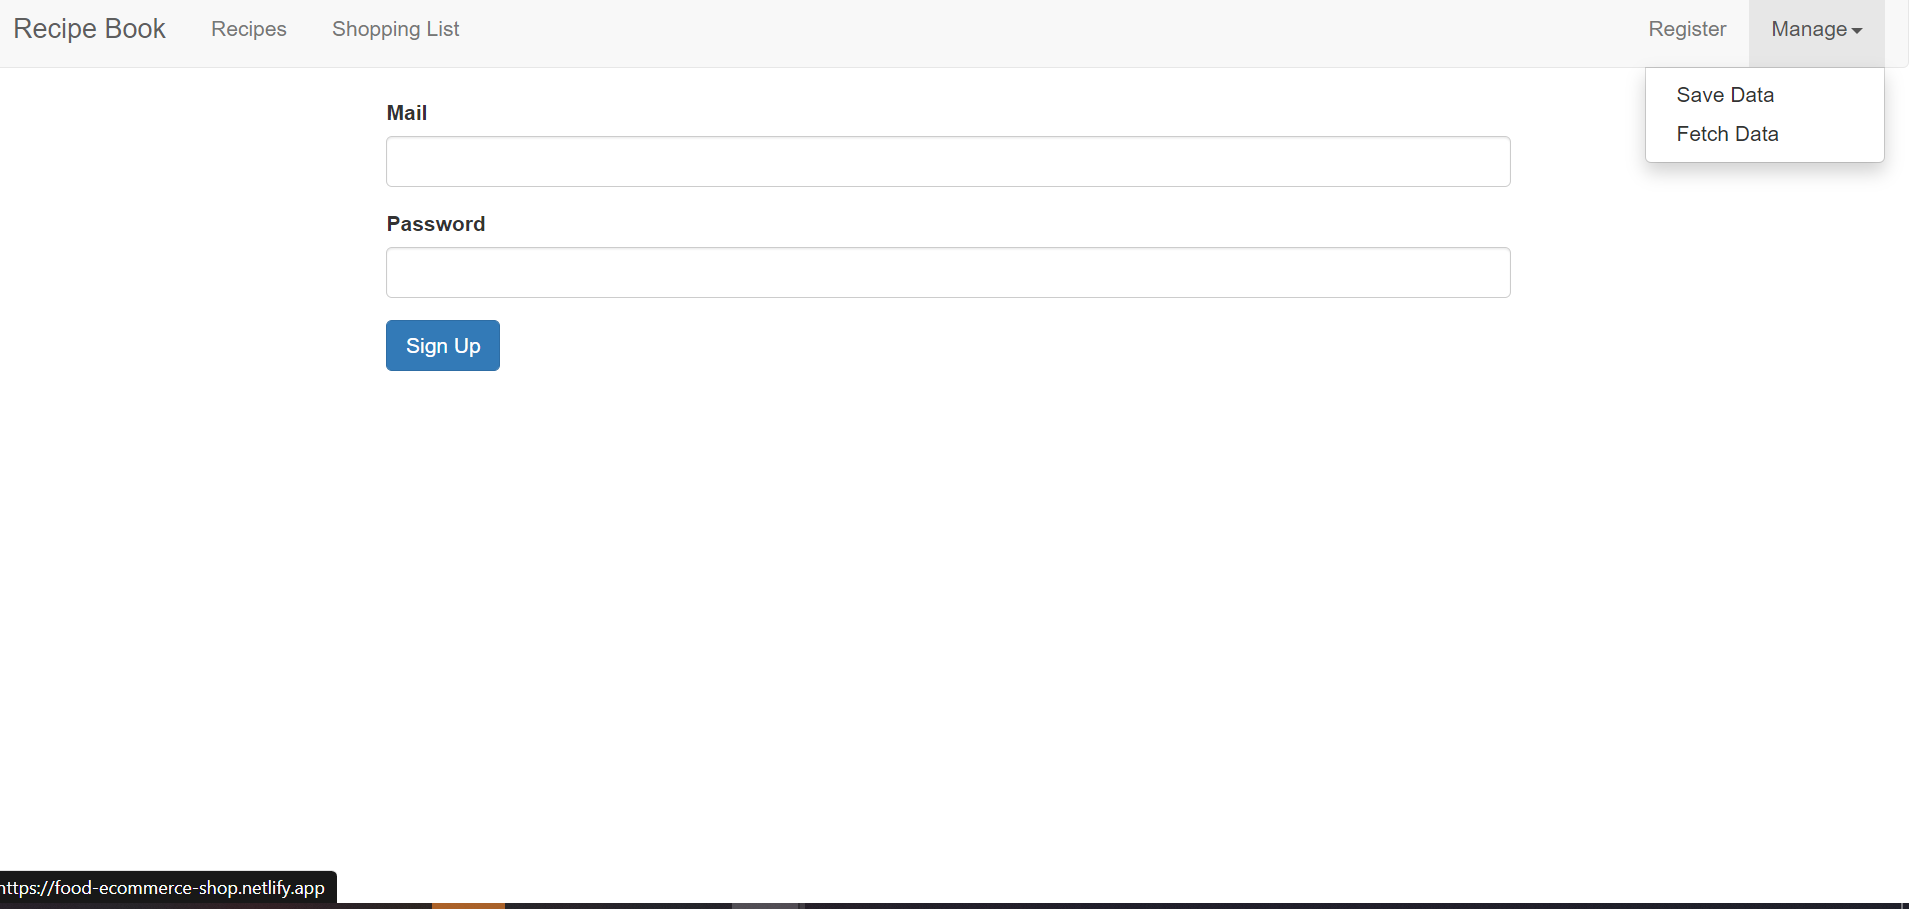 Recipe Book Recipes Shopping List Register Manage
Save Data
Fetch Data
Mail
Password
Sign Up
https://food-ecommerce-shop.netlify.app